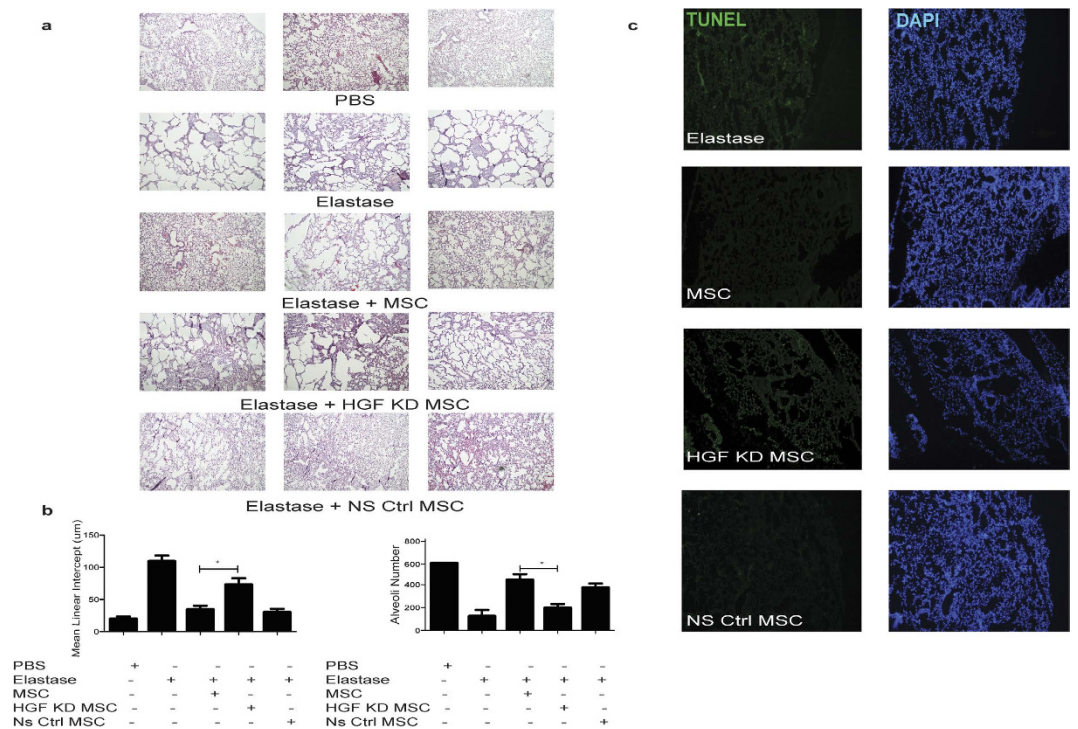 a
PBS
Elastase
Elastase + MSC
Elastase + HGF KD MSC
Elastase + NS Ctrl MSC
b
Mean Linear Intercept (um)
150
100
50
0
*
PBS + - - - -
Elastase - + + + +
MSC - - + - -
HGF KD MSC - - - + -
Ns Ctrl MSC - - - - +
Alveoli Number
800
600
400
200
0
*
PBS + - - - -
Elastase - + + + +
MSC - - + - -
HGF KD MSC - - - + -
Ns Ctrl MSC - - - - +
c
TUNEL DAPI
Elastase
MSC
HGF KD MSC
NS Ctrl MSC